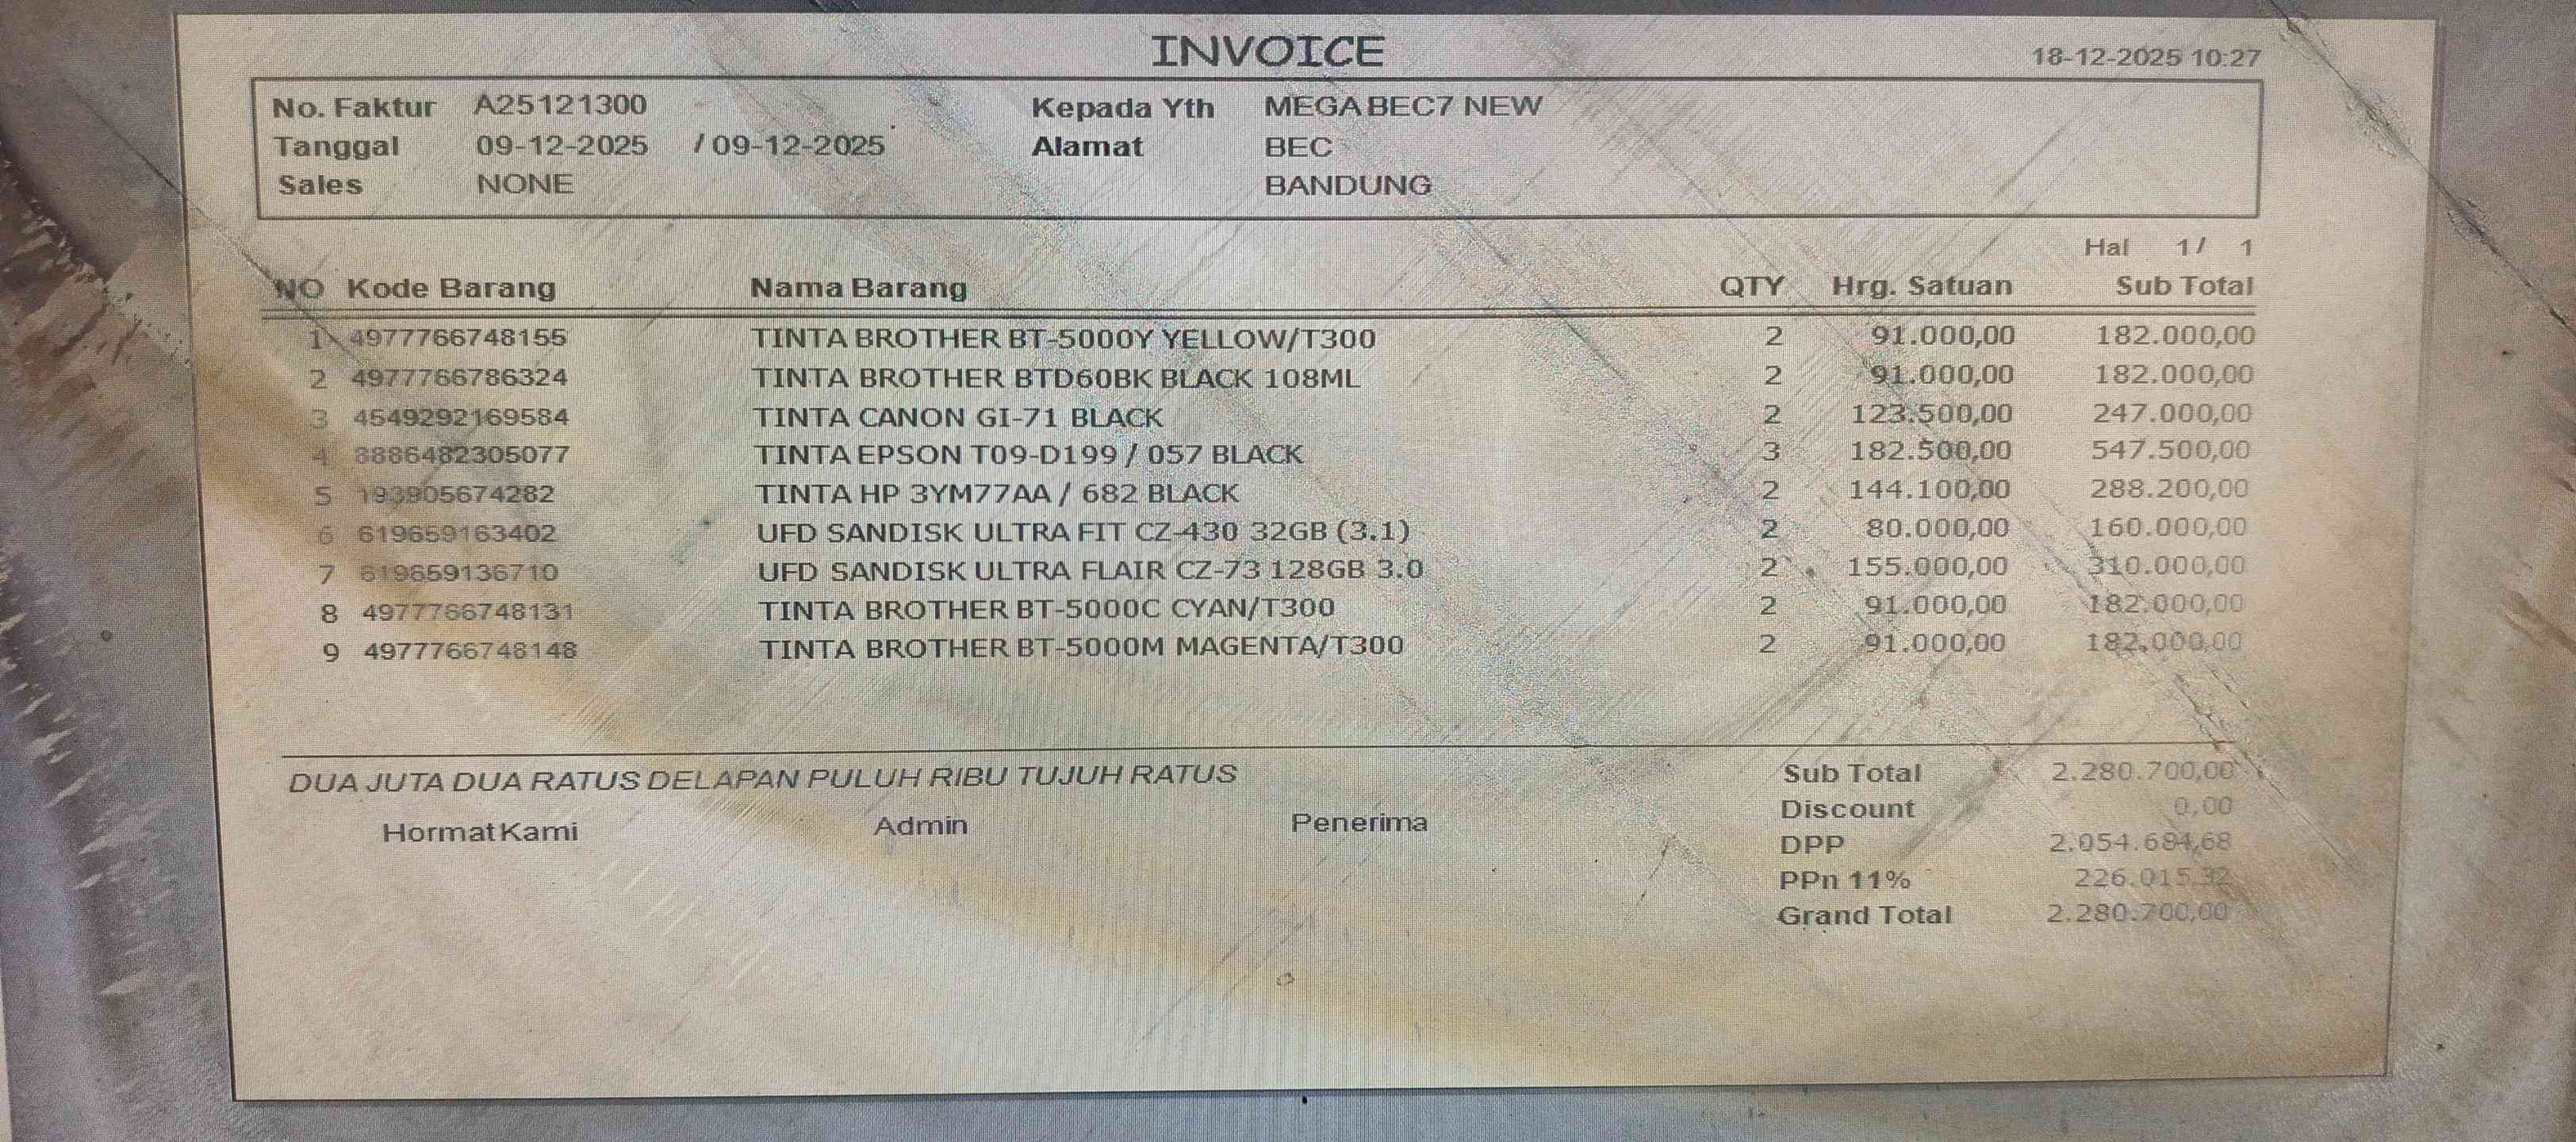 INVOICE
18-12-2025 10:27
No. Faktur A25121300 Kepada Yth MEGA BEC7 NEW
Tanggal 09-12-2025 / 09-12-2025 Alamat BEC
Sales NONE BANDUNG
Hal 1/ 1
NO Kode Barang Nama Barang QTY Hrg. Satuan Sub Total
1 4977766748155 TINTA BROTHER BT-5000Y YELLOW/T300 2 91.000,00 182.000,00
2 4977766786324 TINTA BROTHER BTD60BK BLACK 108ML 2 91.000,00 182.000,00
3 4549292169584 TINTA CANON GI-71 BLACK 2 123.500,00 247.000,00
4 8886482305077 TINTA EPSON T09-D199 / 057 BLACK 3 182.500,00 547.500,00
5 193905674282 TINTA HP 3YM77AA / 682 BLACK 2 144.100,00 288.200,00
6 619659163402 UFD SANDISK ULTRA FIT CZ-430 32GB (3.1) 2 80.000,00 160.000,00
7 619659136710 UFD SANDISK ULTRA FLAIR CZ-73 128GB 3.0 2 155.000,00 310.000,00
8 4977766748131 TINTA BROTHER BT-5000C CYAN/T300 2 91.000,00 182.000,00
9 4977766748148 TINTA BROTHER BT-5000M MAGENTA/T300 2 91.000,00 182.000,00
DUA JUTA DUA RATUS DELAPAN PULUH RIBU TUJUH RATUS
Hormat Kami Admin Penerima
Sub Total 2.280.700,00
Discount 0,00
DPP 2.054.684,68
PPn 11% 226.015,32
Grand Total 2.280.700,00